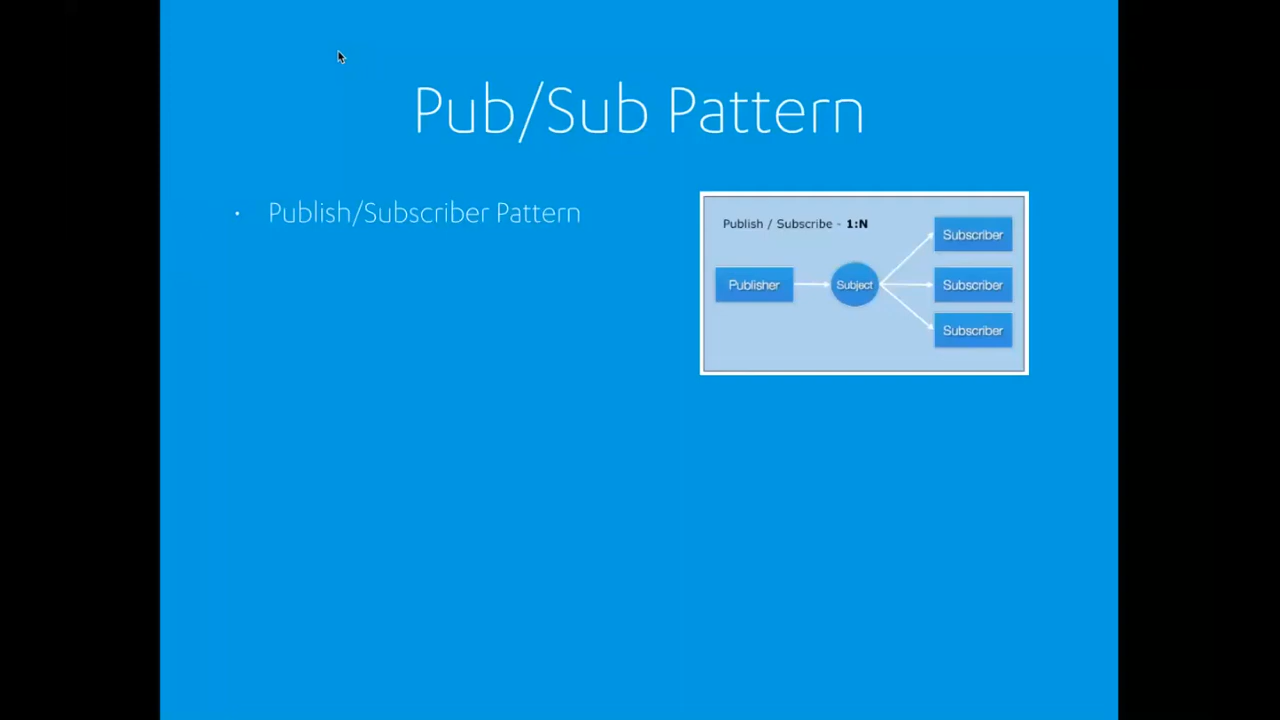 Pub/Sub Pattern
• Publish/Subscriber Pattern
Publish / Subscribe - 1:N
Publisher
Subject
Subscriber
Subscriber
Subscriber